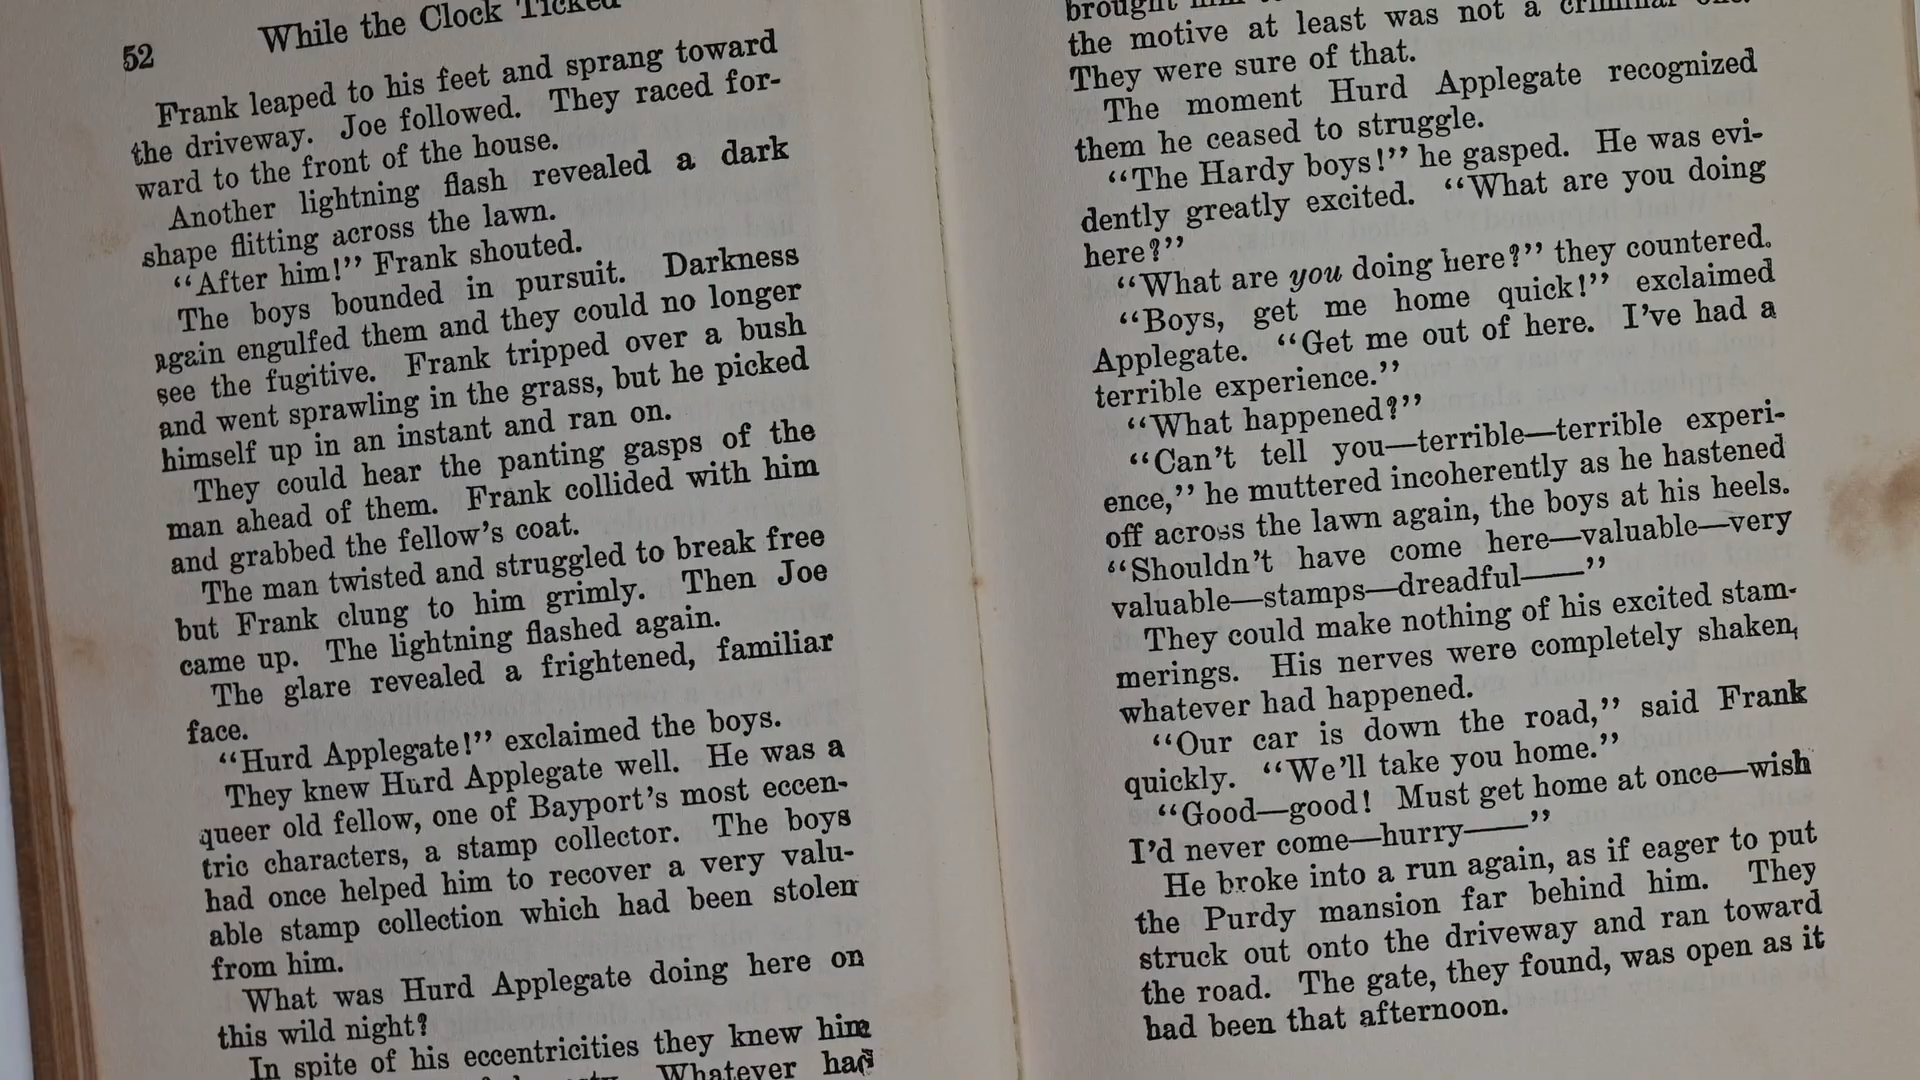 52
While the Clock Ticked
Frank leaped to his feet and sprang toward
the driveway. Joe followed. They raced for-
ward to the front of the house.
Another lightning flash revealed a dark
shape flitting across the lawn.
“After him!” Frank shouted.
The boys bounded in pursuit. Darkness
again engulfed them and they could no longer
see the fugitive. Frank tripped over a bush
and went sprawling in the grass, but he picked
himself up in an instant and ran on.
They could hear the panting gasps of the
man ahead of them. Frank collided with him
and grabbed the fellow’s coat.
The man twisted and struggled to break free
but Frank clung to him grimly. Then Joe
came up. The lightning flashed again.
The glare revealed a frightened, familiar
face.
“Hurd Applegate!” exclaimed the boys.
They knew Hurd Applegate well. He was a
queer old fellow, one of Bayport’s most eccen-
tric characters, a stamp collector. The boys
had once helped him to recover a very valu-
able stamp collection which had been stolen
from him.
What was Hurd Applegate doing here on
this wild night?
In spite of his eccentricities they knew him
Whatever had
brought him
the motive at least was not a criminal one.
They were sure of that.
The moment Hurd Applegate recognized
them he ceased to struggle.
“The Hardy boys!” he gasped. He was evi-
dently greatly excited. “What are you doing
here?”
“What are you doing here?” they countered.
“Boys, get me home quick!” exclaimed
Applegate. “Get me out of here. I’ve had a
terrible experience.”
“What happened?”
“Can’t tell you—terrible—terrible experi-
ence,” he muttered incoherently as he hastened
off across the lawn again, the boys at his heels.
“Shouldn’t have come here—valuable—very
valuable—stamps—dreadful——”
They could make nothing of his excited stam-
merings. His nerves were completely shaken,
whatever had happened.
“Our car is down the road,” said Frank
quickly. “We’ll take you home.”
“Good—good! Must get home at once—wish
I’d never come—hurry——”
He broke into a run again, as if eager to put
the Purdy mansion far behind him. They
struck out onto the driveway and ran toward
the road. The gate, they found, was open as it
had been that afternoon.